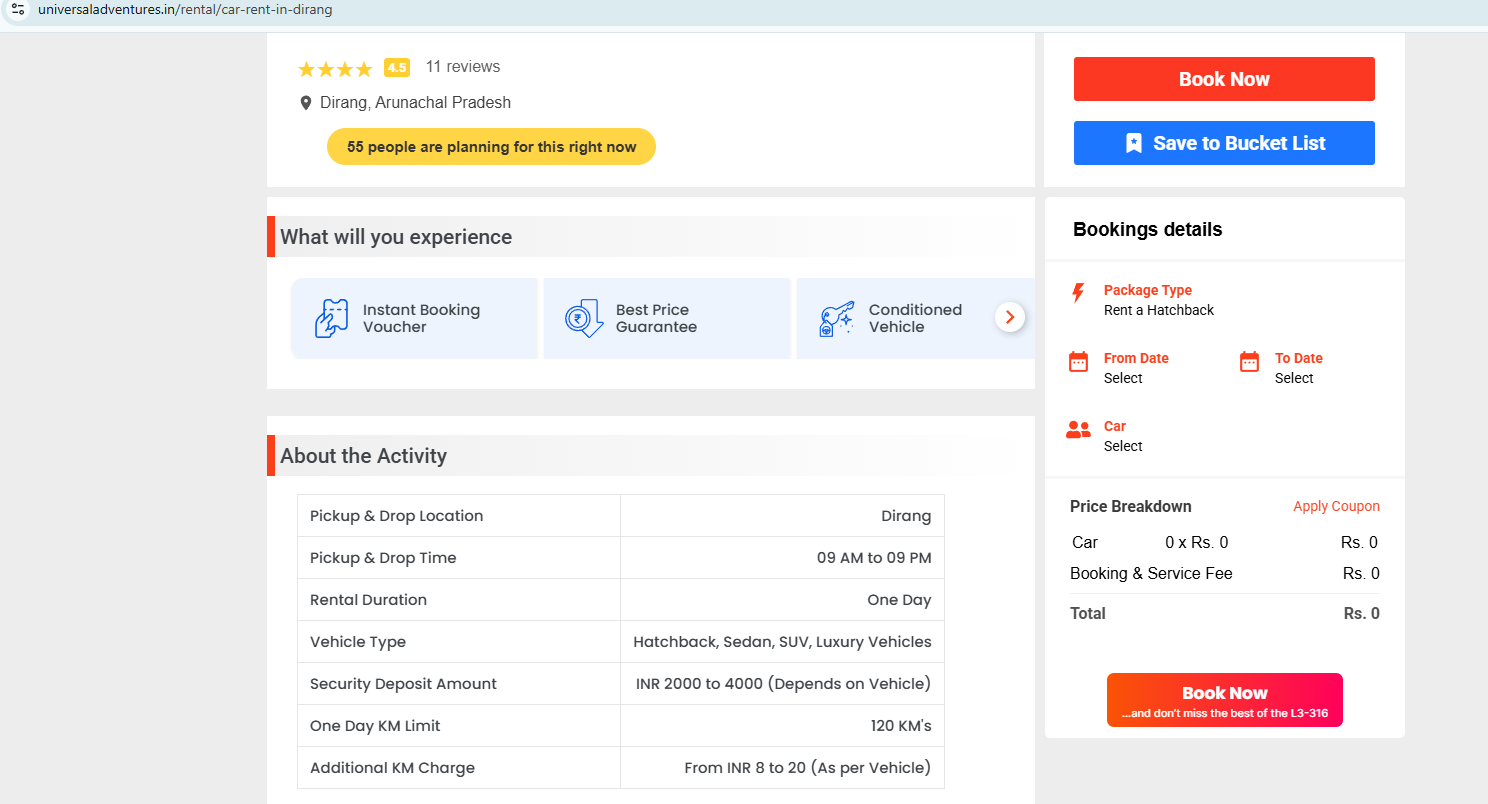 universaladventures.in/rental/car-rent-in-dirang
4.5 11 reviews
Dirang, Arunachal Pradesh
55 people are planning for this right now
Book Now
Save to Bucket List
What will you experience
Instant Booking
Voucher
Best Price
Guarantee
Conditioned
Vehicle
About the Activity
Pickup & Drop Location Dirang
Pickup & Drop Time 09 AM to 09 PM
Rental Duration One Day
Vehicle Type Hatchback, Sedan, SUV, Luxury Vehicles
Security Deposit Amount INR 2000 to 4000 (Depends on Vehicle)
One Day KM Limit 120 KM's
Additional KM Charge From INR 8 to 20 (As per Vehicle)
Bookings details
Package Type
Rent a Hatchback
From Date To Date
Select Select
Car
Select
Price Breakdown Apply Coupon
Car 0 x Rs. 0 Rs. 0
Booking & Service Fee Rs. 0
Total Rs. 0
Book Now
...and don't miss the best of the L3-316